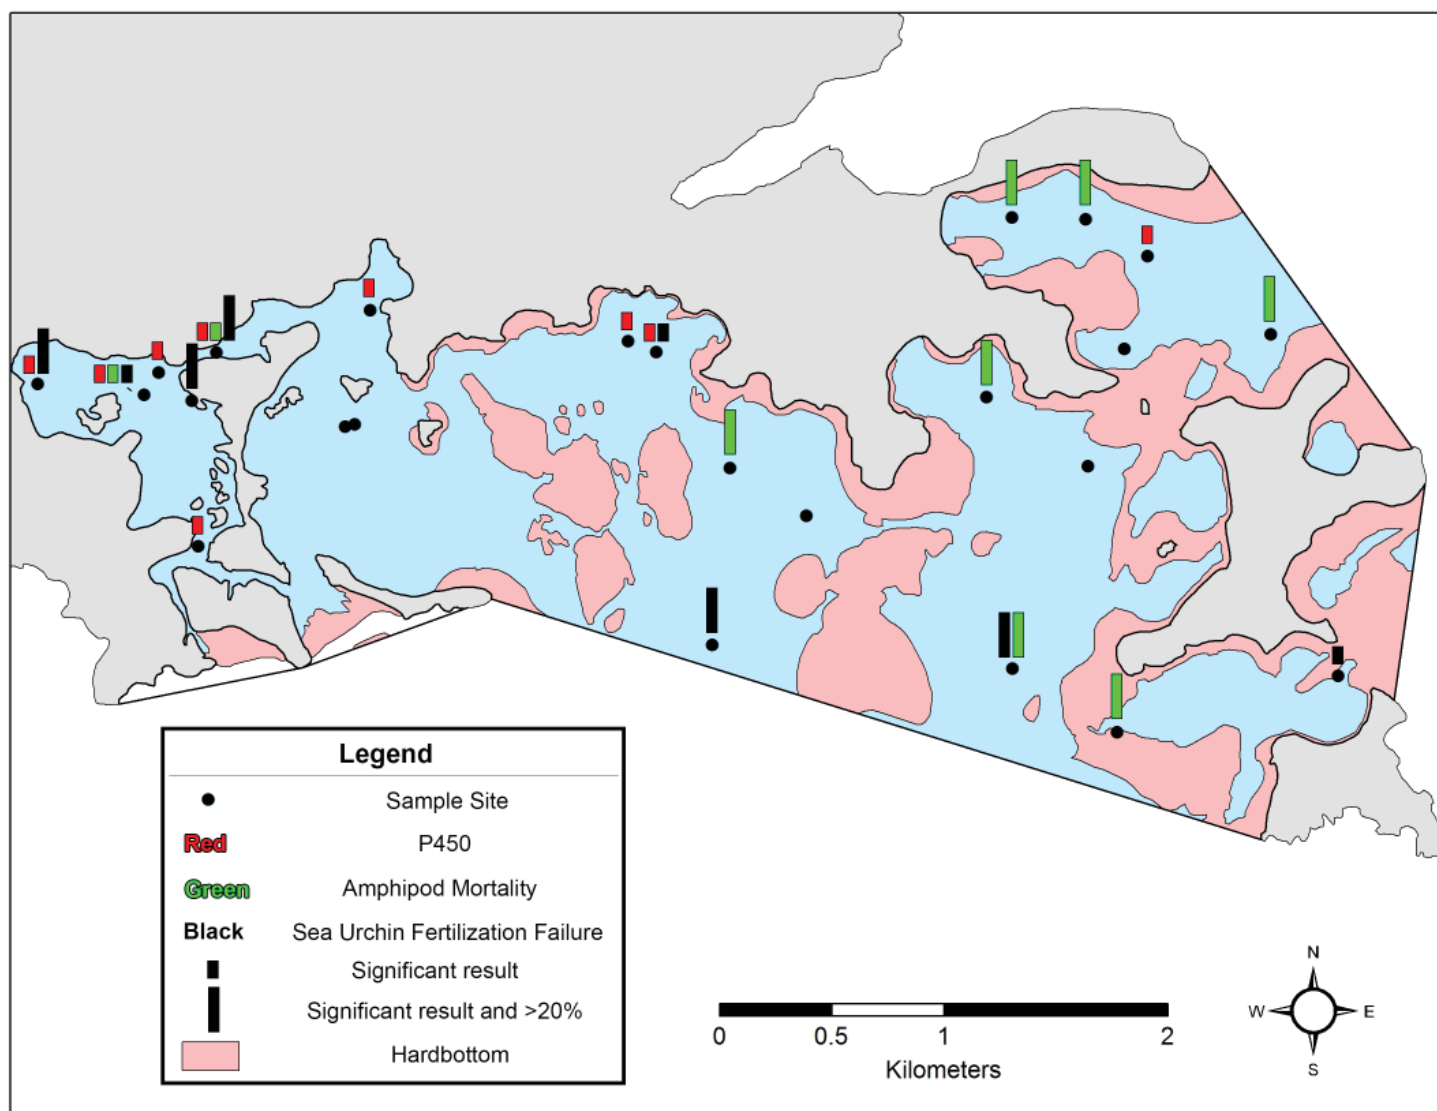 Legend
Sample Site
Red P450
Green Amphipod Mortality
Black Sea Urchin Fertilization Failure
Significant result
Significant result and >20%
Hardbottom
0 0.5 1 2
Kilometers
N
W E
S